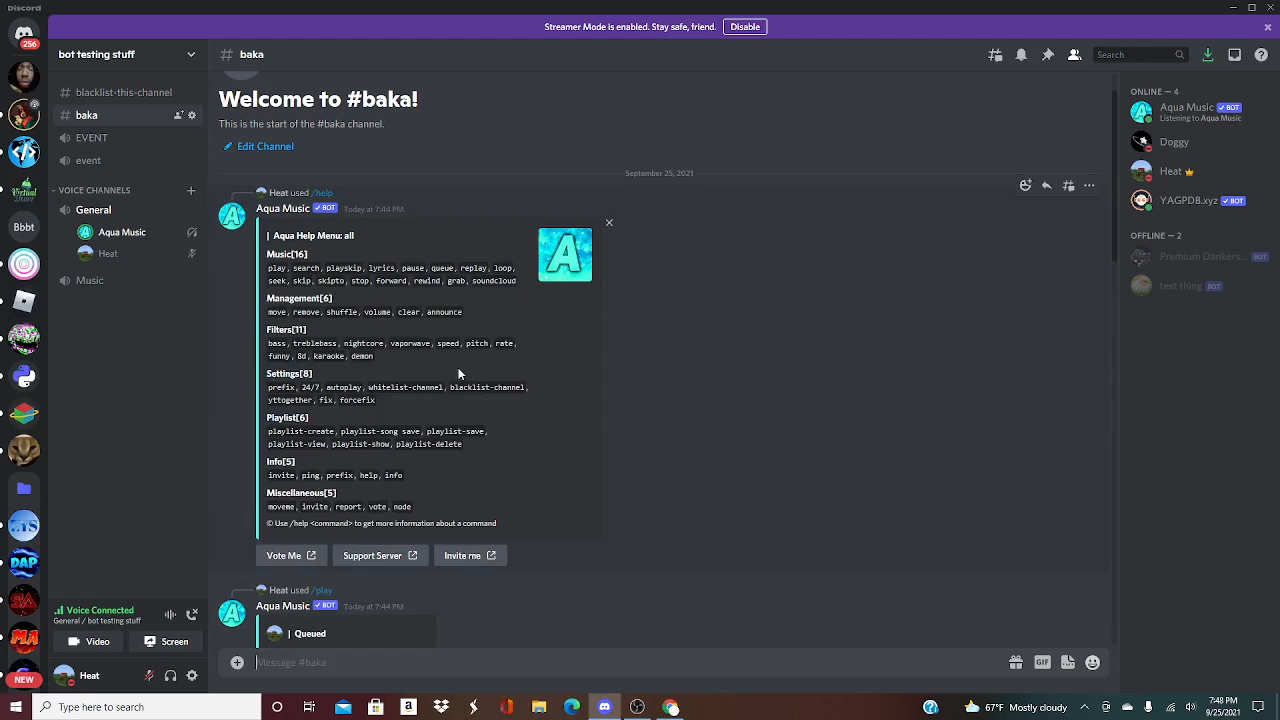 Discord
Streamer Mode is enabled. Stay safe, friend.
Disable
256
bot testing stuff
# baka
Search
# blacklist-this-channel
# baka
EVENT
event
VOICE CHANNELS
General
Aqua Music
Heat
Music
Bbbt
DAP
SA
MA
NEW
Voice Connected
General / bot testing stuff
Video
Screen
Heat
Welcome to #baka!
This is the start of the #baka channel.
Edit Channel
September 25, 2021
Heat used /help
A
Aqua Music BOT Today at 7:44 PM
| Aqua Help Menu: all
A
Music[16]
play, search, playskip, lyrics, pause, queue, replay, loop,
seek, skip, skipto, stop, forward, rewind, grab, soundcloud
Management[6]
move, remove, shuffle, volume, clear, announce
Filters[11]
bass, treblebass, nightcore, vaporwave, speed, pitch, rate,
funny, 8d, karaoke, demon
Settings[8]
prefix, 24/7, autoplay, whitelist-channel, blacklist-channel,
yttogether, fix, forcefix
Playlist[6]
playlist-create, playlist-song save, playlist-save,
playlist-view, playlist-show, playlist-delete
Info[5]
invite, ping, prefix, help, info
Miscellaneous[5]
moveme, invite, report, vote, node
© Use /help <command> to get more information about a command
Vote Me
Support Server
Invite me
Heat used /play
A
Aqua Music BOT Today at 7:44 PM
| Queued
Message #baka
GIF
ONLINE — 4
Aqua Music BOT
Listening to Aqua Music
Doggy
Heat
YAGPDB.xyz BOT
OFFLINE — 2
Premium Dankers... BOT
test thing BOT
Type here to search
67°F Mostly cloudy
7:48 PM
9/25/2021